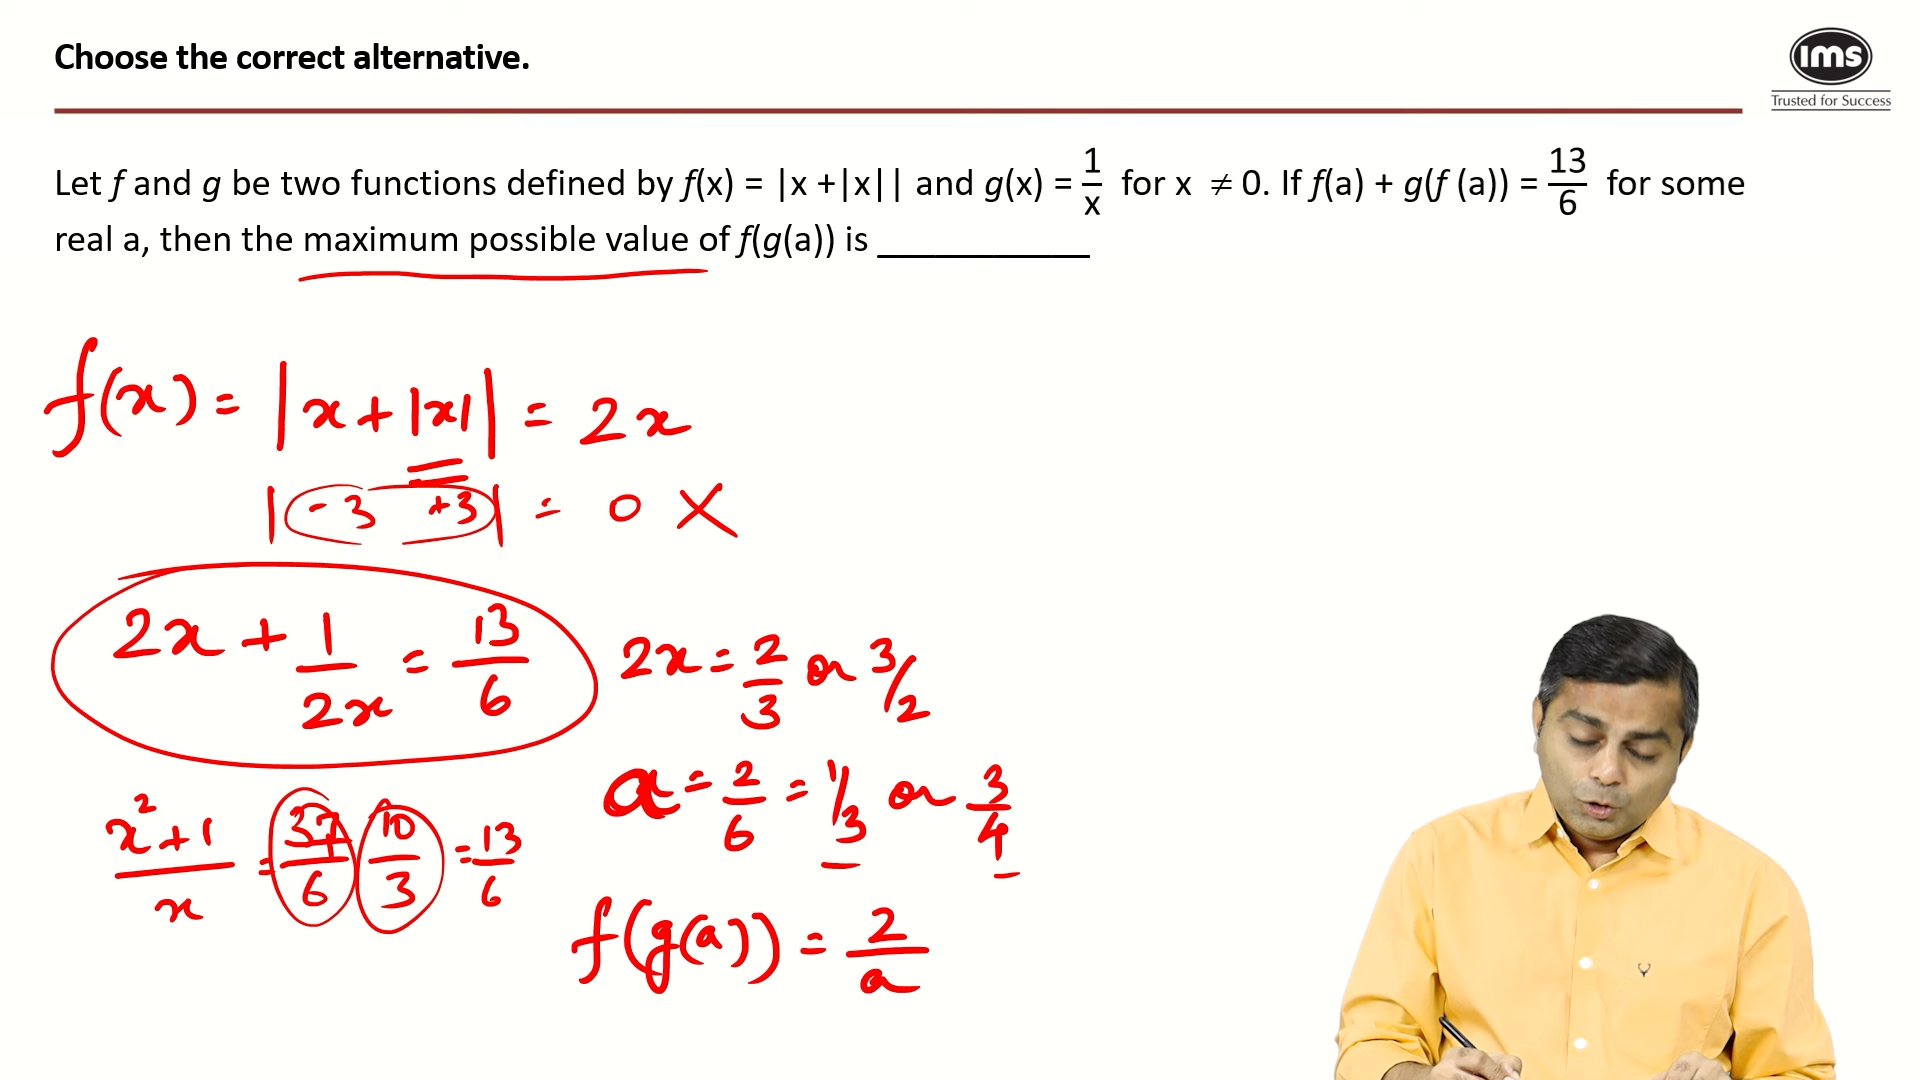 Choose the correct alternative.
ims
Trusted for Success
Let f and g be two functions defined by f(x) = |x +|x|| and g(x) = 1/x for x ≠ 0. If f(a) + g(f (a)) = 13/6 for some
real a, then the maximum possible value of f(g(a)) is ___________
f(x) = |x + |x|| = 2x
|-3 +3| = 0 X
2x + 1/2x = 13/6
2x = 2/3 or 3/2
a = 2/6 = 1/3 or 3/4
x²+1/x = 37/6 10/3 = 13/6
f(g(a)) = 2/a